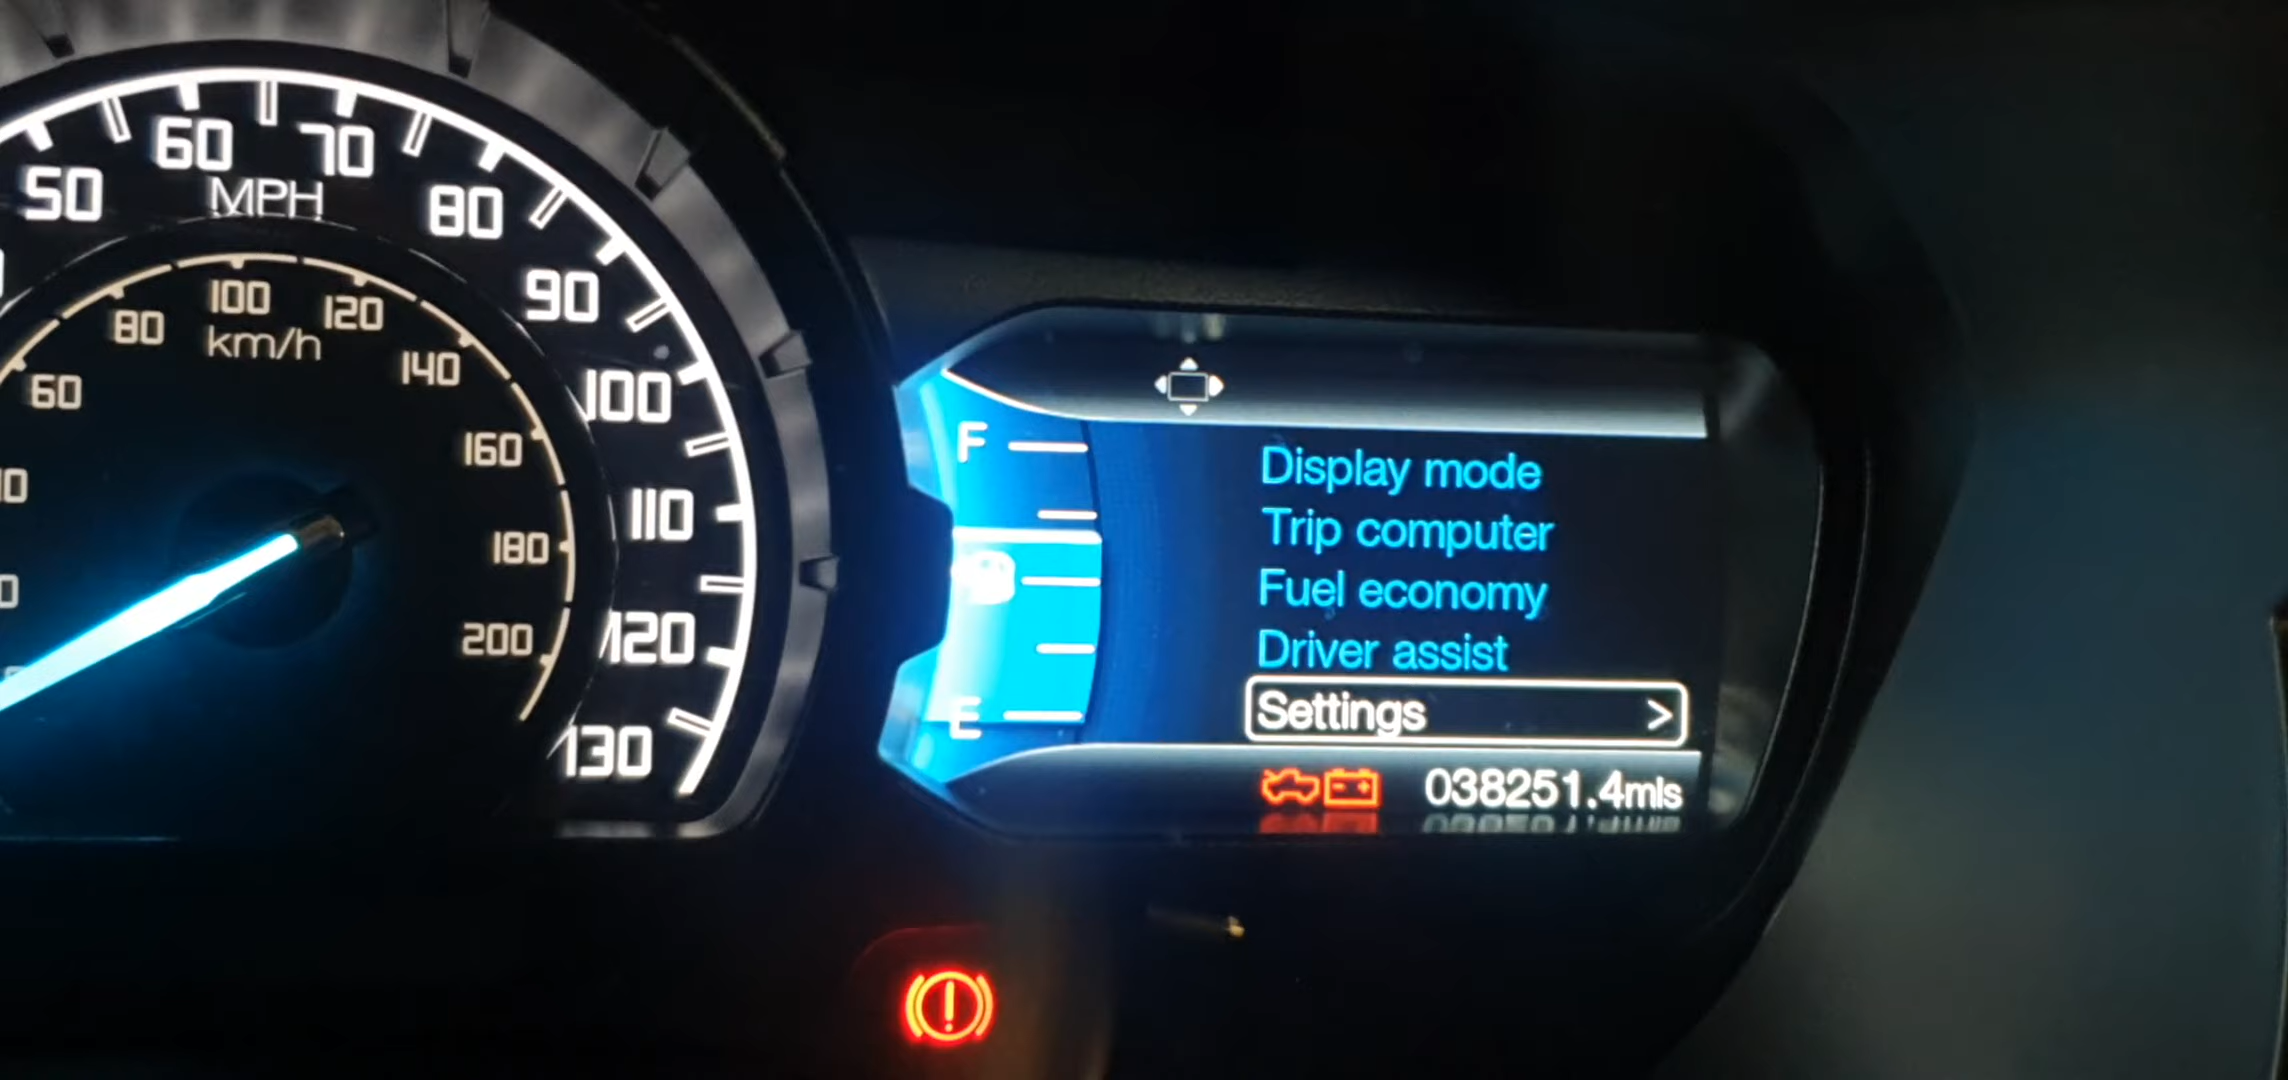 50
60
70
80
90
100
110
120
130
MPH
60
80
100
120
140
160
180
200
km/h
F
E
Display mode
Trip computer
Fuel economy
Driver assist
Settings >
038251.4mls